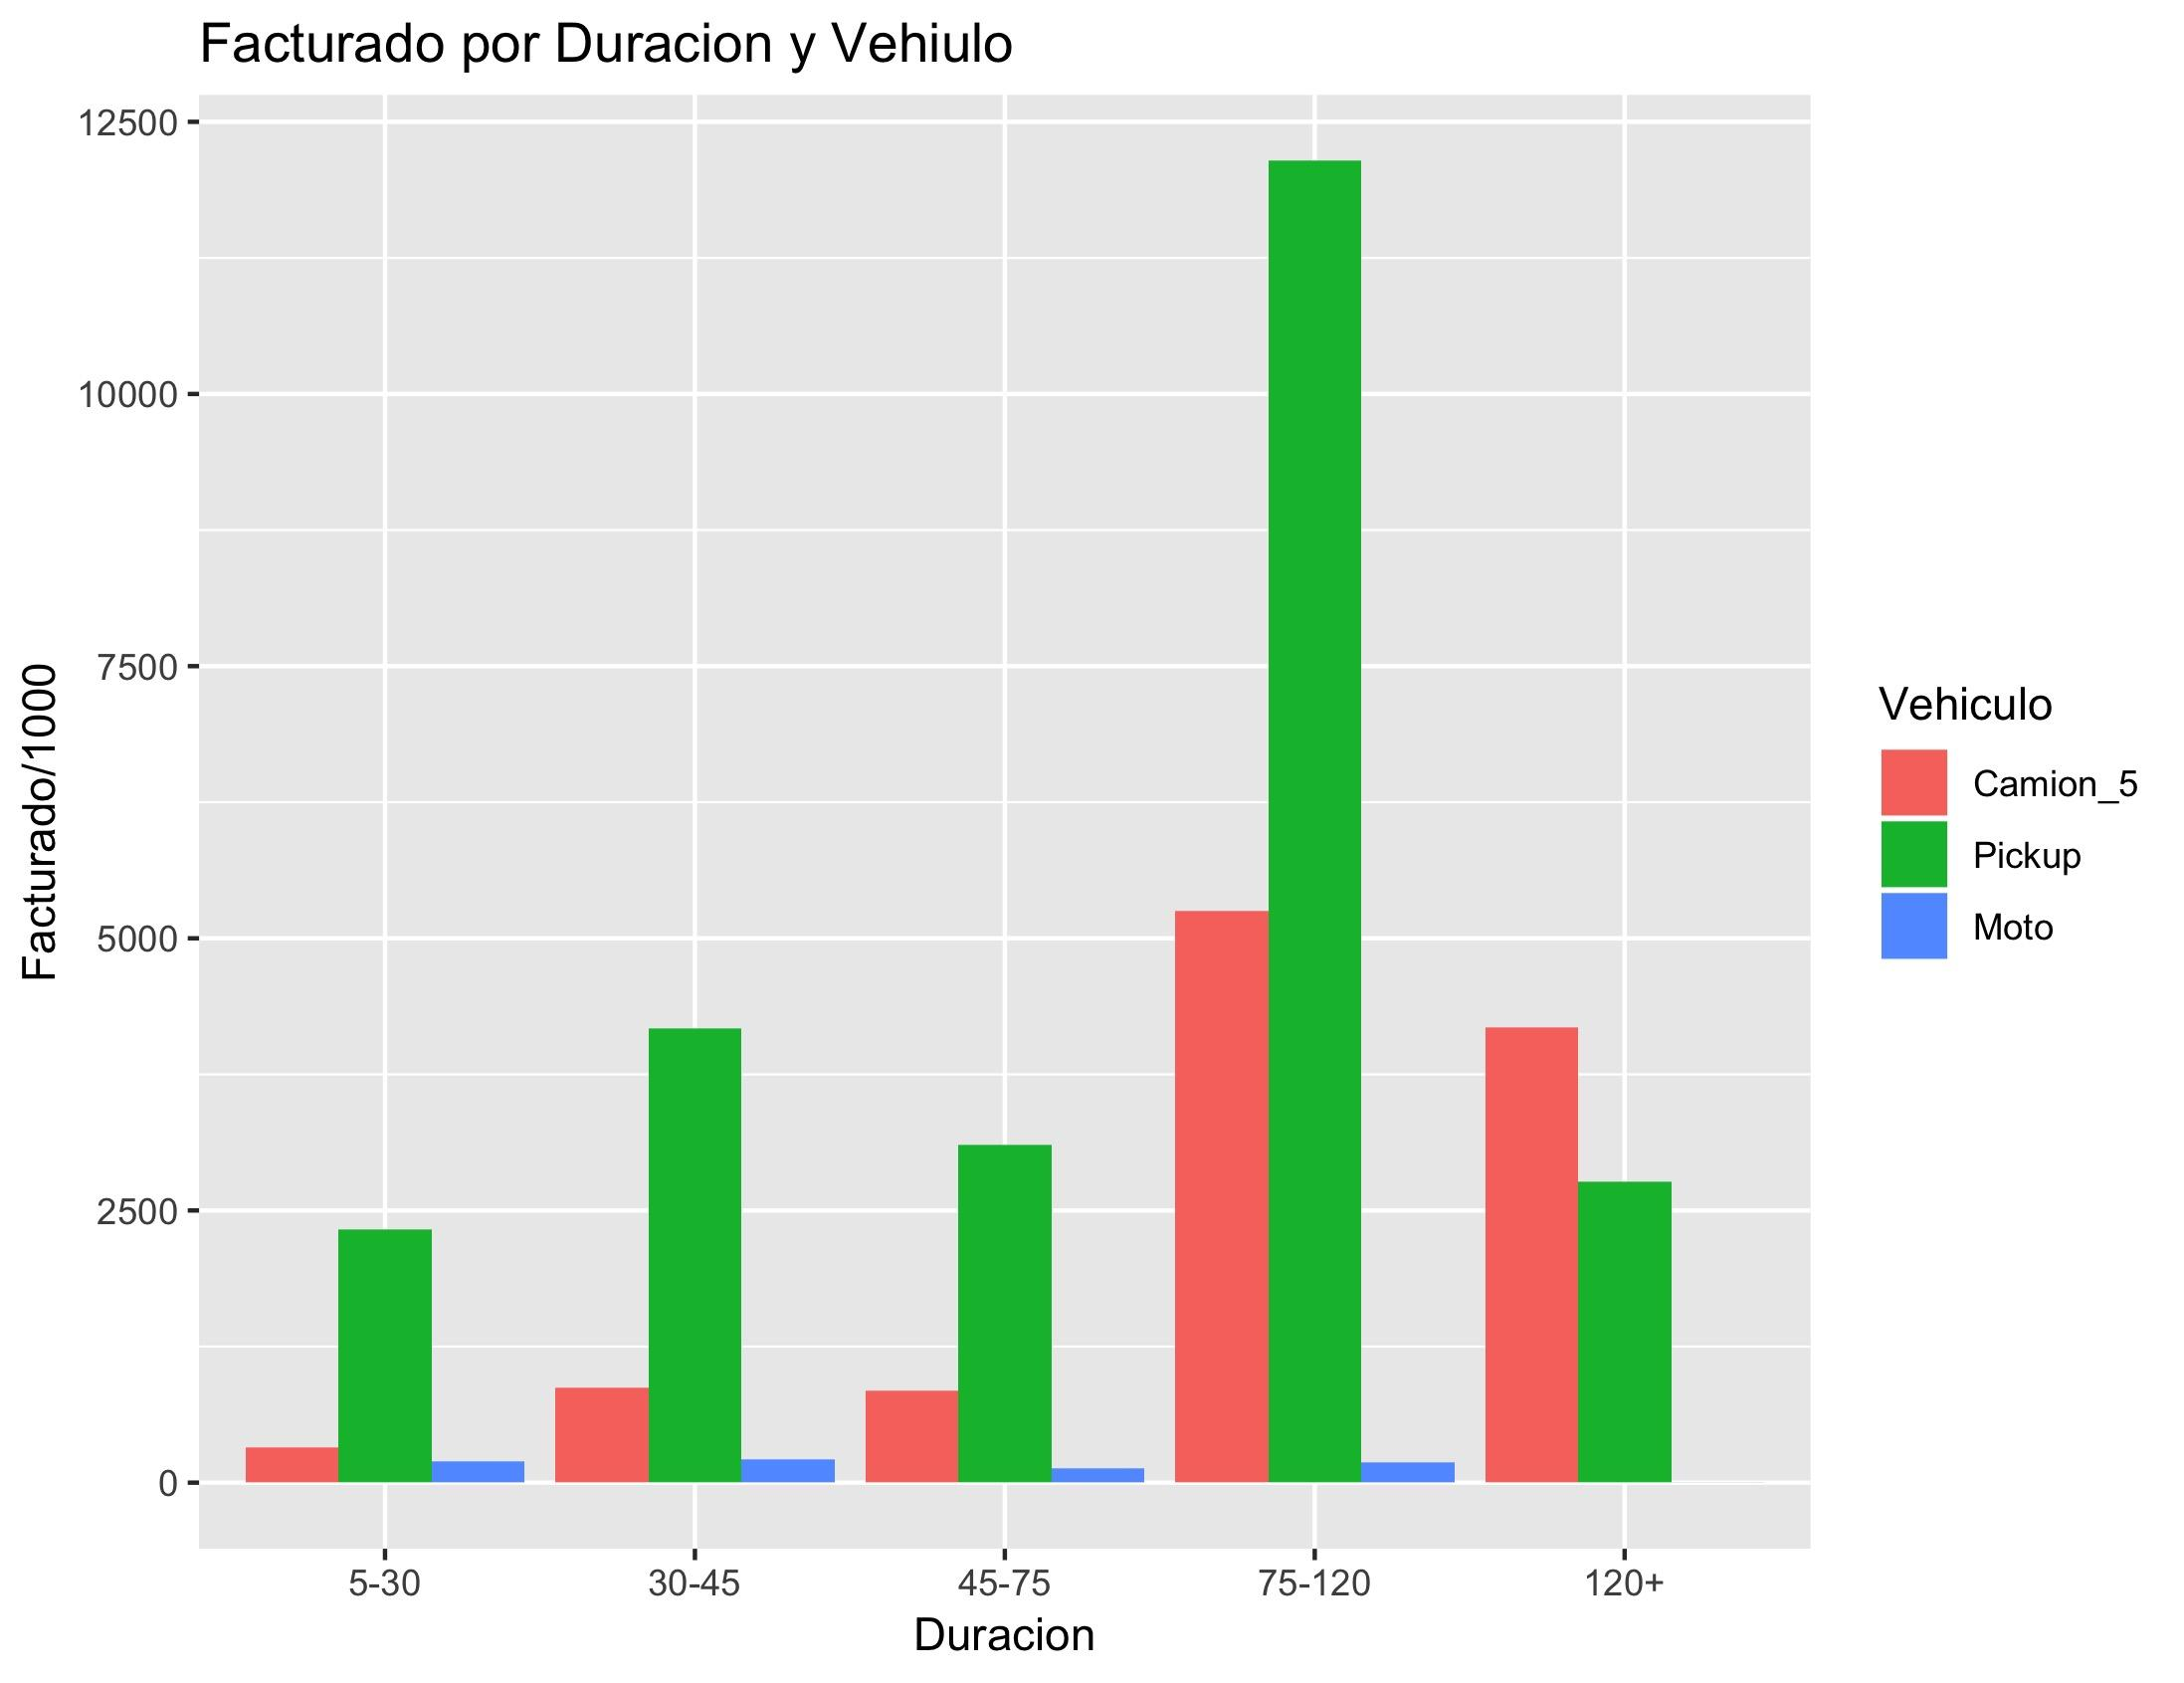 Facturado por Duracion y Vehiulo
12500
10000
7500
5000
2500
0
Facturado/1000
5-30 30-45 45-75 75-120 120+
Duracion
Vehiculo
Camion_5
Pickup
Moto